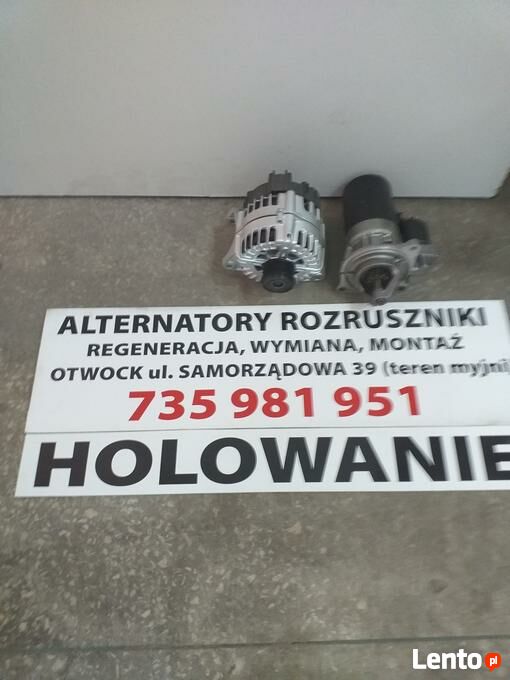 ALTERNATORY ROZRUSZNIKI
REGENERACJA, WYMIANA, MONTAŻ
OTWOCK ul. SAMORZĄDOWA 39 (teren myjni)
735 981 951
HOLOWANIE
Lento.pl